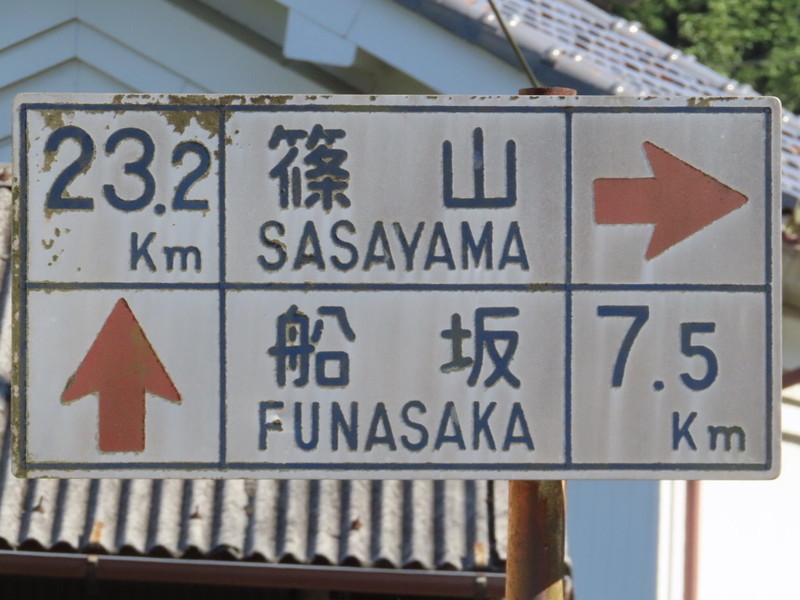 23.2 Km
篠山
SASAYAMA
船坂
FUNASAKA
7.5 Km